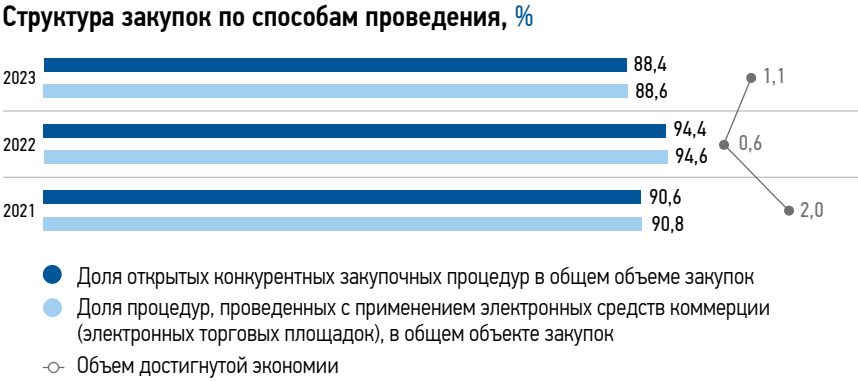 Структура закупок по способам проведения, %
2023
88,4
88,6
1,1
2022
94,4
94,6
0,6
2021
90,6
90,8
2,0
Доля открытых конкурентных закупочных процедур в общем объеме закупок
Доля процедур, проведенных с применением электронных средств коммерции
(электронных торговых площадок), в общем объекте закупок
Объем достигнутой экономии